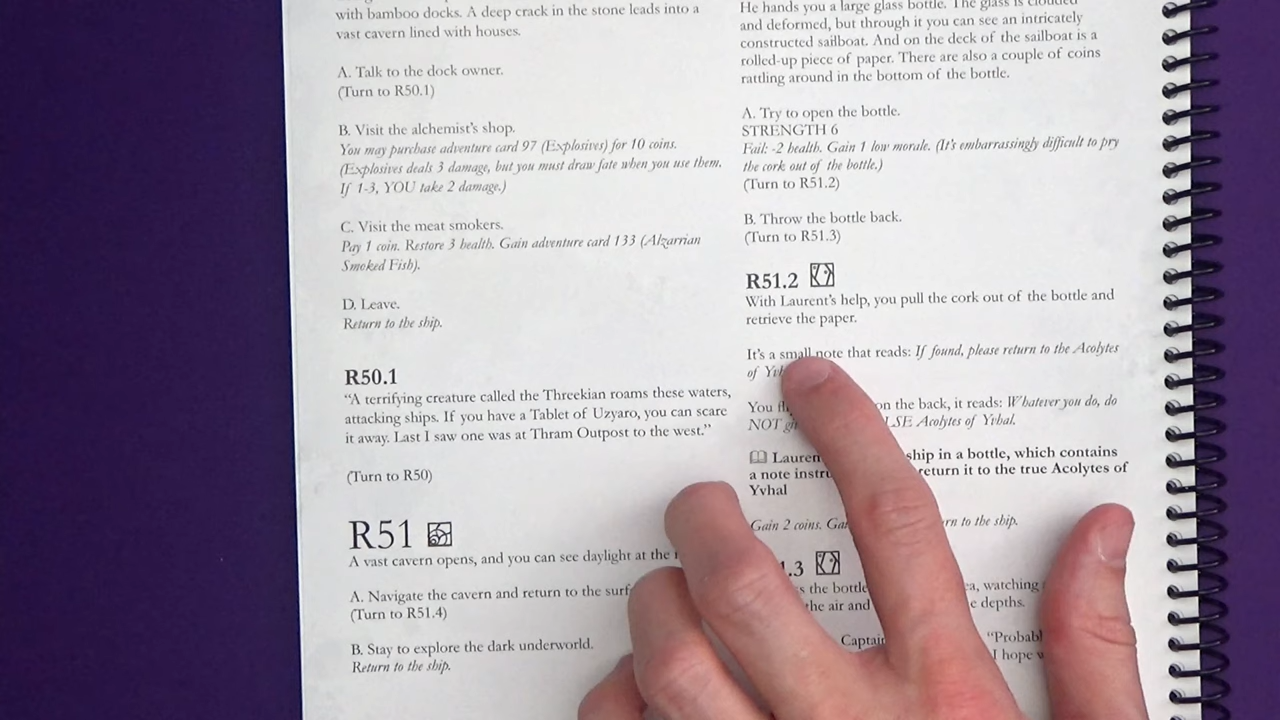 with bamboo docks. A deep crack in the stone leads into a
vast cavern lined with houses.
A. Talk to the dock owner.
(Turn to R50.1)
B. Visit the alchemist's shop.
You may purchase adventure card 97 (Explosives) for 10 coins.
(Explosives deals 3 damage, but you must draw fate when you use them.
If 1-3, YOU take 2 damage.)
C. Visit the meat smokers.
Pay 1 coin. Restore 3 health. Gain adventure card 133 (Alzarrian
Smoked Fish).
D. Leave.
Return to the ship.
R50.1
"A terrifying creature called the Threekian roams these waters,
attacking ships. If you have a Tablet of Uzyaro, you can scare
it away. Last I saw one was at Thram Outpost to the west."
(Turn to R50)
R51
A vast cavern opens, and you can see daylight at the
A. Navigate the cavern and return to the
(Turn to R51.4)
B. Stay to explore the dark underworld.
Return to the ship.
He hands you a large glass bottle. The glass is clouded
and deformed, but through it you can see an intricately
constructed sailboat. And on the deck of the sailboat is a
rolled-up piece of paper. There are also a couple of coins
rattling around in the bottom of the bottle.
A. Try to open the bottle.
STRENGTH 6
Fail: -2 health. Gain 1 low morale. (It's embarrassingly difficult to pry
the cork out of the bottle.)
(Turn to R51.2)
B. Throw the bottle back.
(Turn to R51.3)
R51.2
With Laurent's help, you pull the cork out of the bottle and
retrieve the paper.
It's a small note that reads: If found, please return to the Acolytes
of
You on the back, it reads: Whatever you do, do
NOT Acolytes of Yvhal.
ship in a bottle, which contains
a note return it to the true Acolytes of
Yvhal
Gain 2 coins. to the ship.
.3
the bottle watching
the air and depths.
"Probabl
I hope